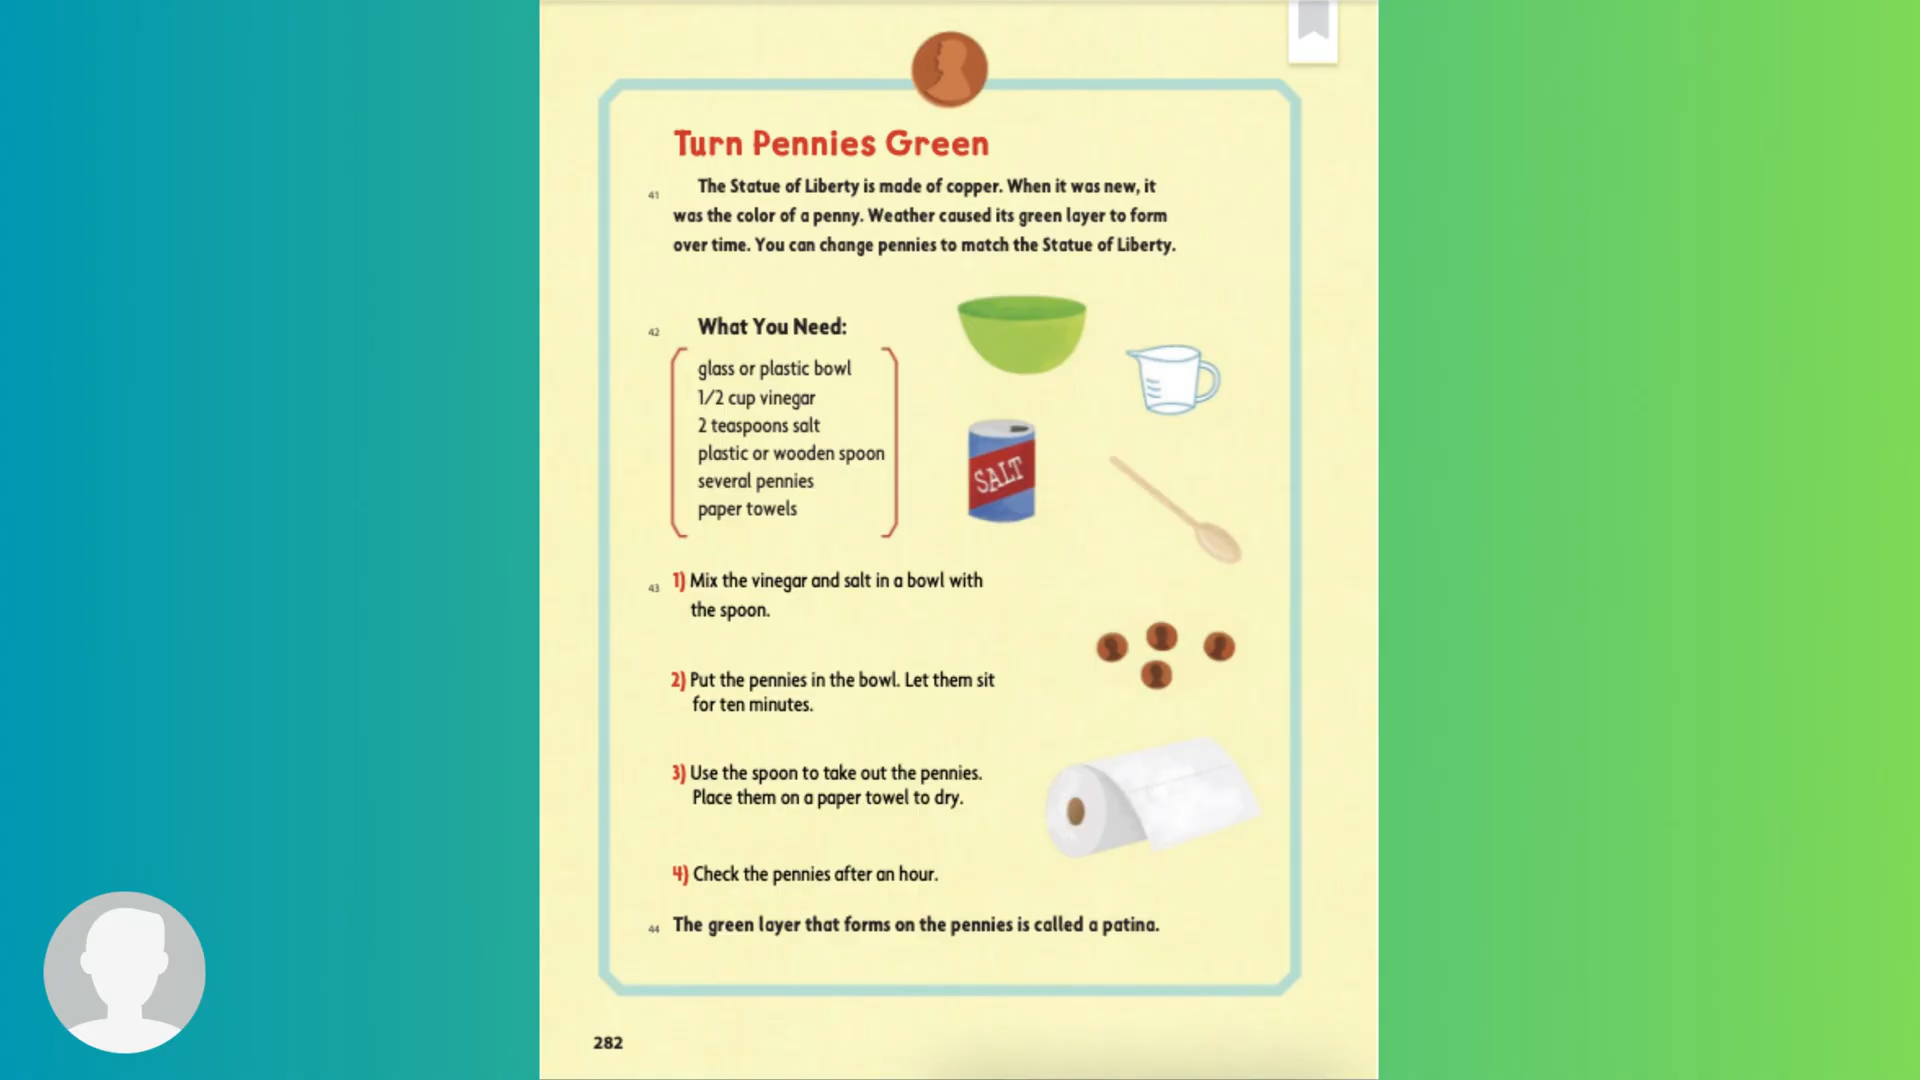 Turn Pennies Green
41 The Statue of Liberty is made of copper. When it was new, it
was the color of a penny. Weather caused its green layer to form
over time. You can change pennies to match the Statue of Liberty.
42 What You Need:
glass or plastic bowl
1/2 cup vinegar
2 teaspoons salt
plastic or wooden spoon
several pennies
paper towels
SALT
43 1) Mix the vinegar and salt in a bowl with
the spoon.
2) Put the pennies in the bowl. Let them sit
for ten minutes.
3) Use the spoon to take out the pennies.
Place them on a paper towel to dry.
4) Check the pennies after an hour.
44 The green layer that forms on the pennies is called a patina.
282